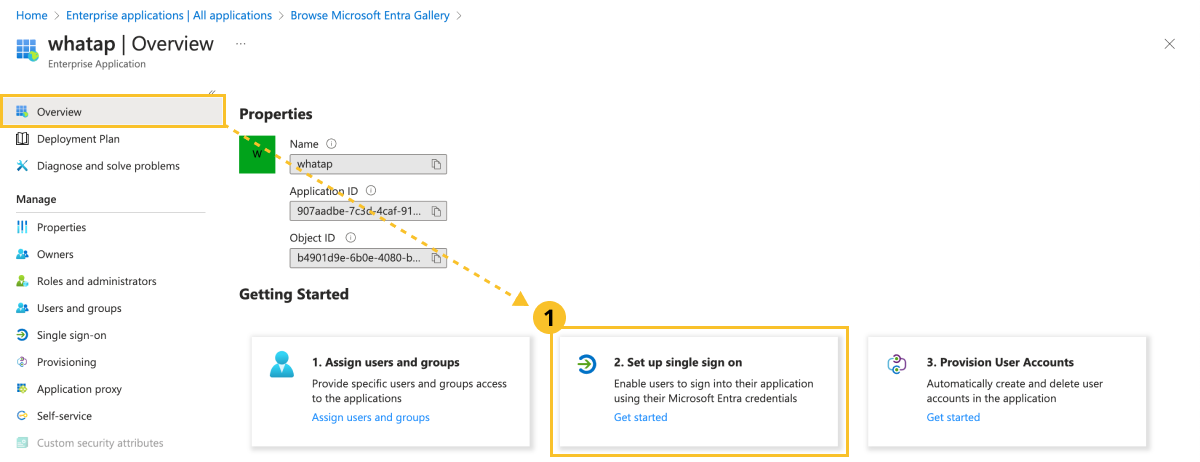 Home > Enterprise applications | All applications > Browse Microsoft Entra Gallery >
whatap | Overview ...
Enterprise Application
Overview
Deployment Plan
Diagnose and solve problems
Manage
Properties
Owners
Roles and administrators
Users and groups
Single sign-on
Provisioning
Application proxy
Self-service
Custom security attributes
Properties
W
Name
whatap
Application ID
907aadbe-7c3d-4caf-91...
Object ID
b4901d9e-6b0e-4080-b...
Getting Started
1. Assign users and groups
Provide specific users and groups access
to the applications
Assign users and groups
1
2. Set up single sign on
Enable users to sign into their application
using their Microsoft Entra credentials
Get started
3. Provision User Accounts
Automatically create and delete user
accounts in the application
Get started